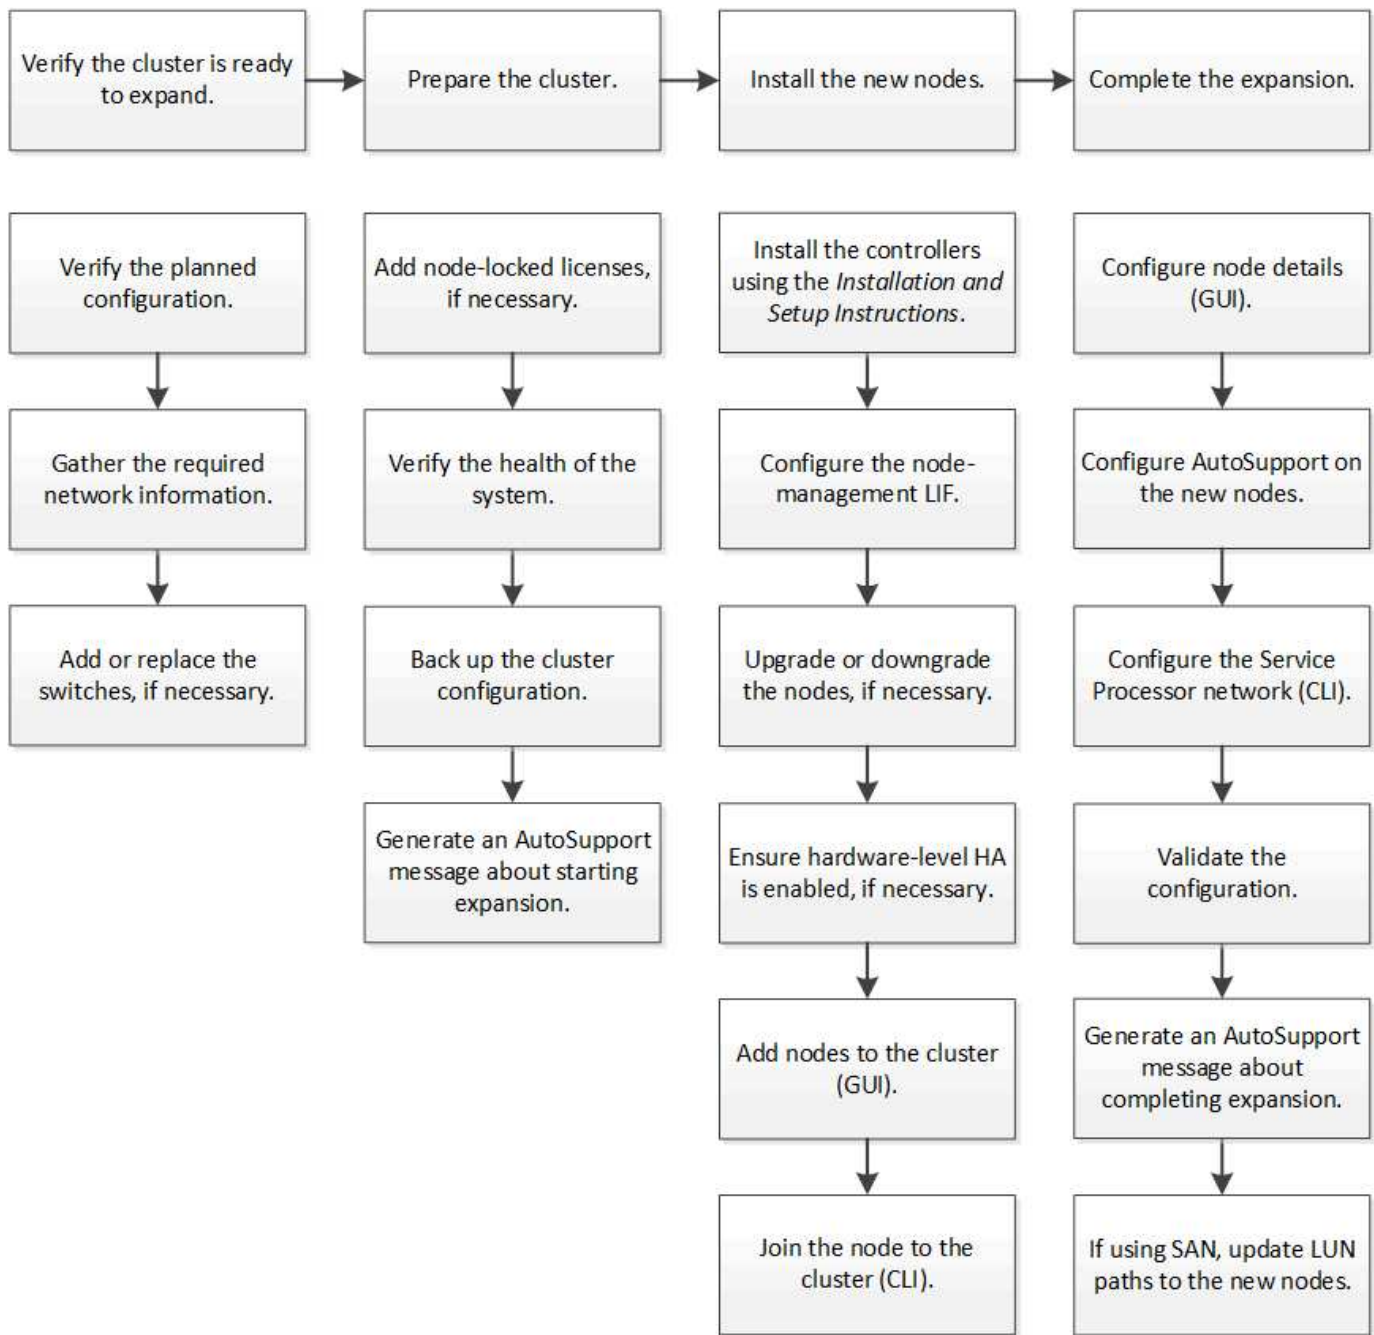 Verify the cluster is ready
to expand.
Prepare the cluster.
Install the new nodes.
Complete the expansion.
Verify the planned
configuration.
Gather the required
network information.
Add or replace the
switches, if necessary.
Add node-locked licenses,
if necessary.
Verify the health of the
system.
Back up the cluster
configuration.
Generate an AutoSupport
message about starting
expansion.
Install the controllers
using the Installation and
Setup Instructions.
Configure the node-
management LIF.
Upgrade or downgrade
the nodes, if necessary.
Ensure hardware-level HA
is enabled, if necessary.
Add nodes to the cluster
(GUI).
Join the node to the
cluster (CLI).
Configure node details
(GUI).
Configure AutoSupport on
the new nodes.
Configure the Service
Processor network (CLI).
Validate the
configuration.
Generate an AutoSupport
message about
completing expansion.
If using SAN, update LUN
paths to the new nodes.